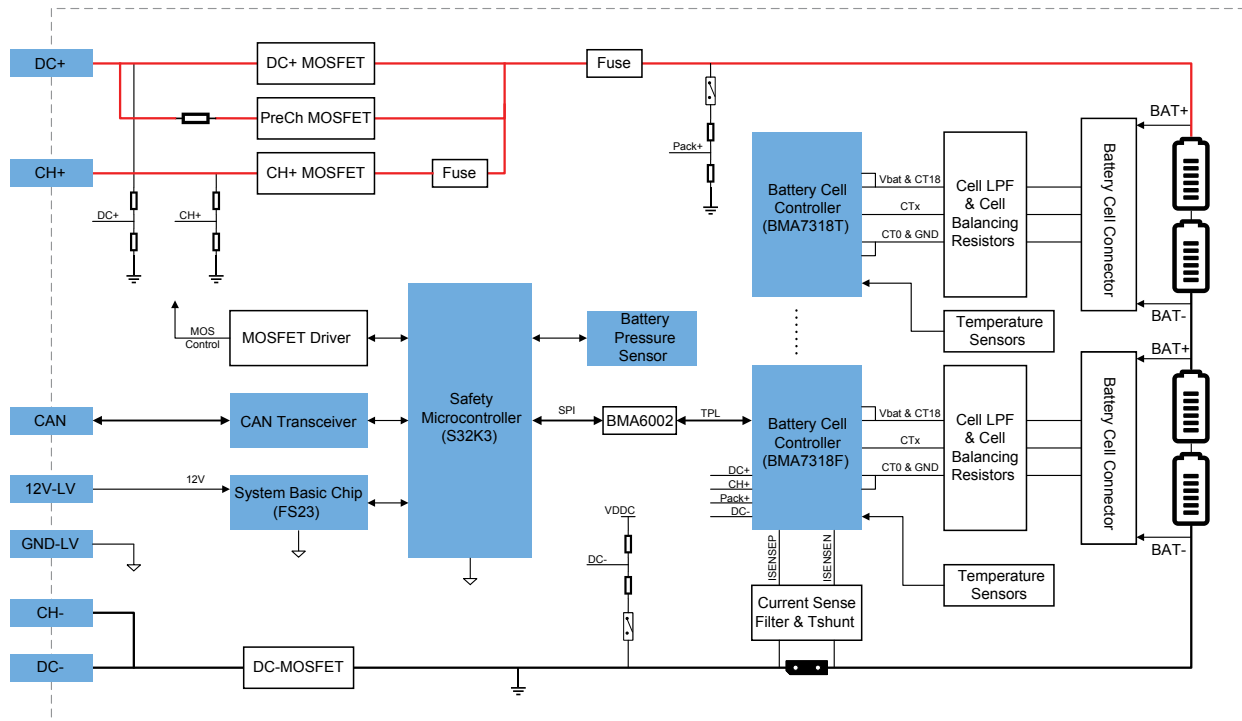 DC+
DC+ MOSFET
Fuse
BAT+
PreCh MOSFET
Pack+
CH+
CH+ MOSFET
Fuse
DC+
CH+
Battery Cell
Controller
(BMA7318T)
Vbat & CT18
CTx
CT0 & GND
Cell LPF
& Cell
Balancing
Resistors
Battery Cell Connector
BAT-
Temperature
Sensors
MOS
Control
MOSFET Driver
Battery
Pressure
Sensor
BAT+
CAN
CAN Transceiver
Safety
Microcontroller
(S32K3)
SPI
BMA6002
TPL
Battery Cell
Controller
(BMA7318F)
Vbat & CT18
CTx
CT0 & GND
Cell LPF
& Cell
Balancing
Resistors
Battery Cell Connector
12V-LV
12V
System Basic Chip
(FS23)
DC+
CH+
Pack+
DC-
GND-LV
VDDC
DC-
ISENSEP
ISENSEN
BAT-
Temperature
Sensors
CH-
Current Sense
Filter & Tshunt
DC-
DC-MOSFET